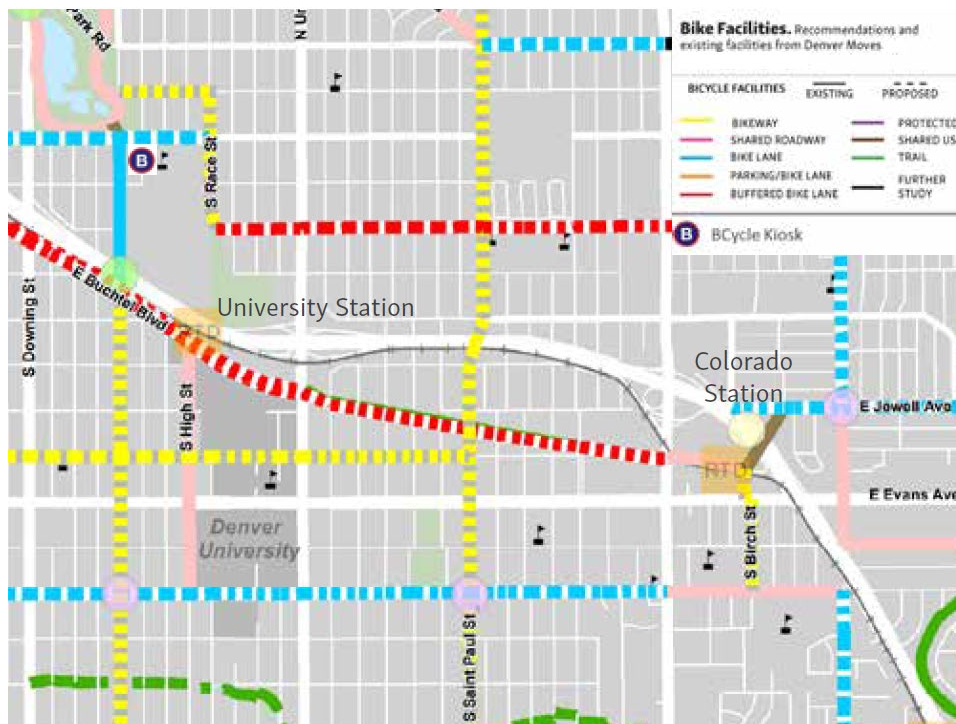 Park Rd
N Un
Bike Facilities. Recommendations and
existing facilities from Denver Moves
BICYCLE FACILITIES
EXISTING
PROPOSED
BIKEWAY
SHARED ROADWAY
BIKE LANE
PARKING/BIKE LANE
BUFFERED BIKE LANE
PROTECTED
SHARED US
TRAIL
FURTHER
STUDY
B
BCycle Kiosk
B
S Race St
S Downing St
E Buchtel Blvd
University Station
RTD
Colorado
Station
E Jewell Ave
S High St
RTD
E Evans Ave
S Birch St
Denver
University
S Saint Paul St